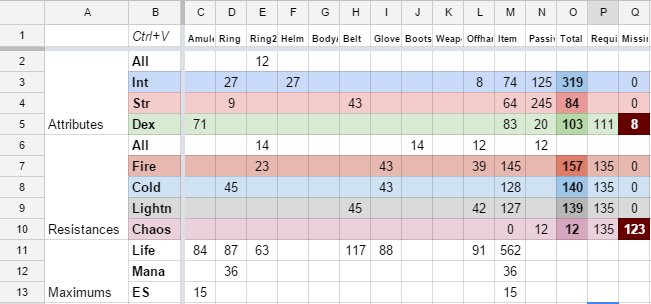 A B C D E F G H I J K L M N O P Q
1 Ctrl+V Amule Ring Ring2 Helm Body Belt Glove Boots Weap Offhan Item Passiv Total Requi Missin
2 All 12
3 Int 27 27 8 74 125 319 0
4 Str 9 43 64 245 84 0
5 Attributes Dex 71 83 20 103 111 8
6 All 14 14 12 12
7 Fire 23 43 39 145 157 135 0
8 Cold 45 43 128 140 135 0
9 Lightn 45 42 127 139 135 0
10 Resistances Chaos 0 12 12 135 123
11 Life 84 87 63 117 88 91 562
12 Mana 36 36
13 Maximums ES 15 15